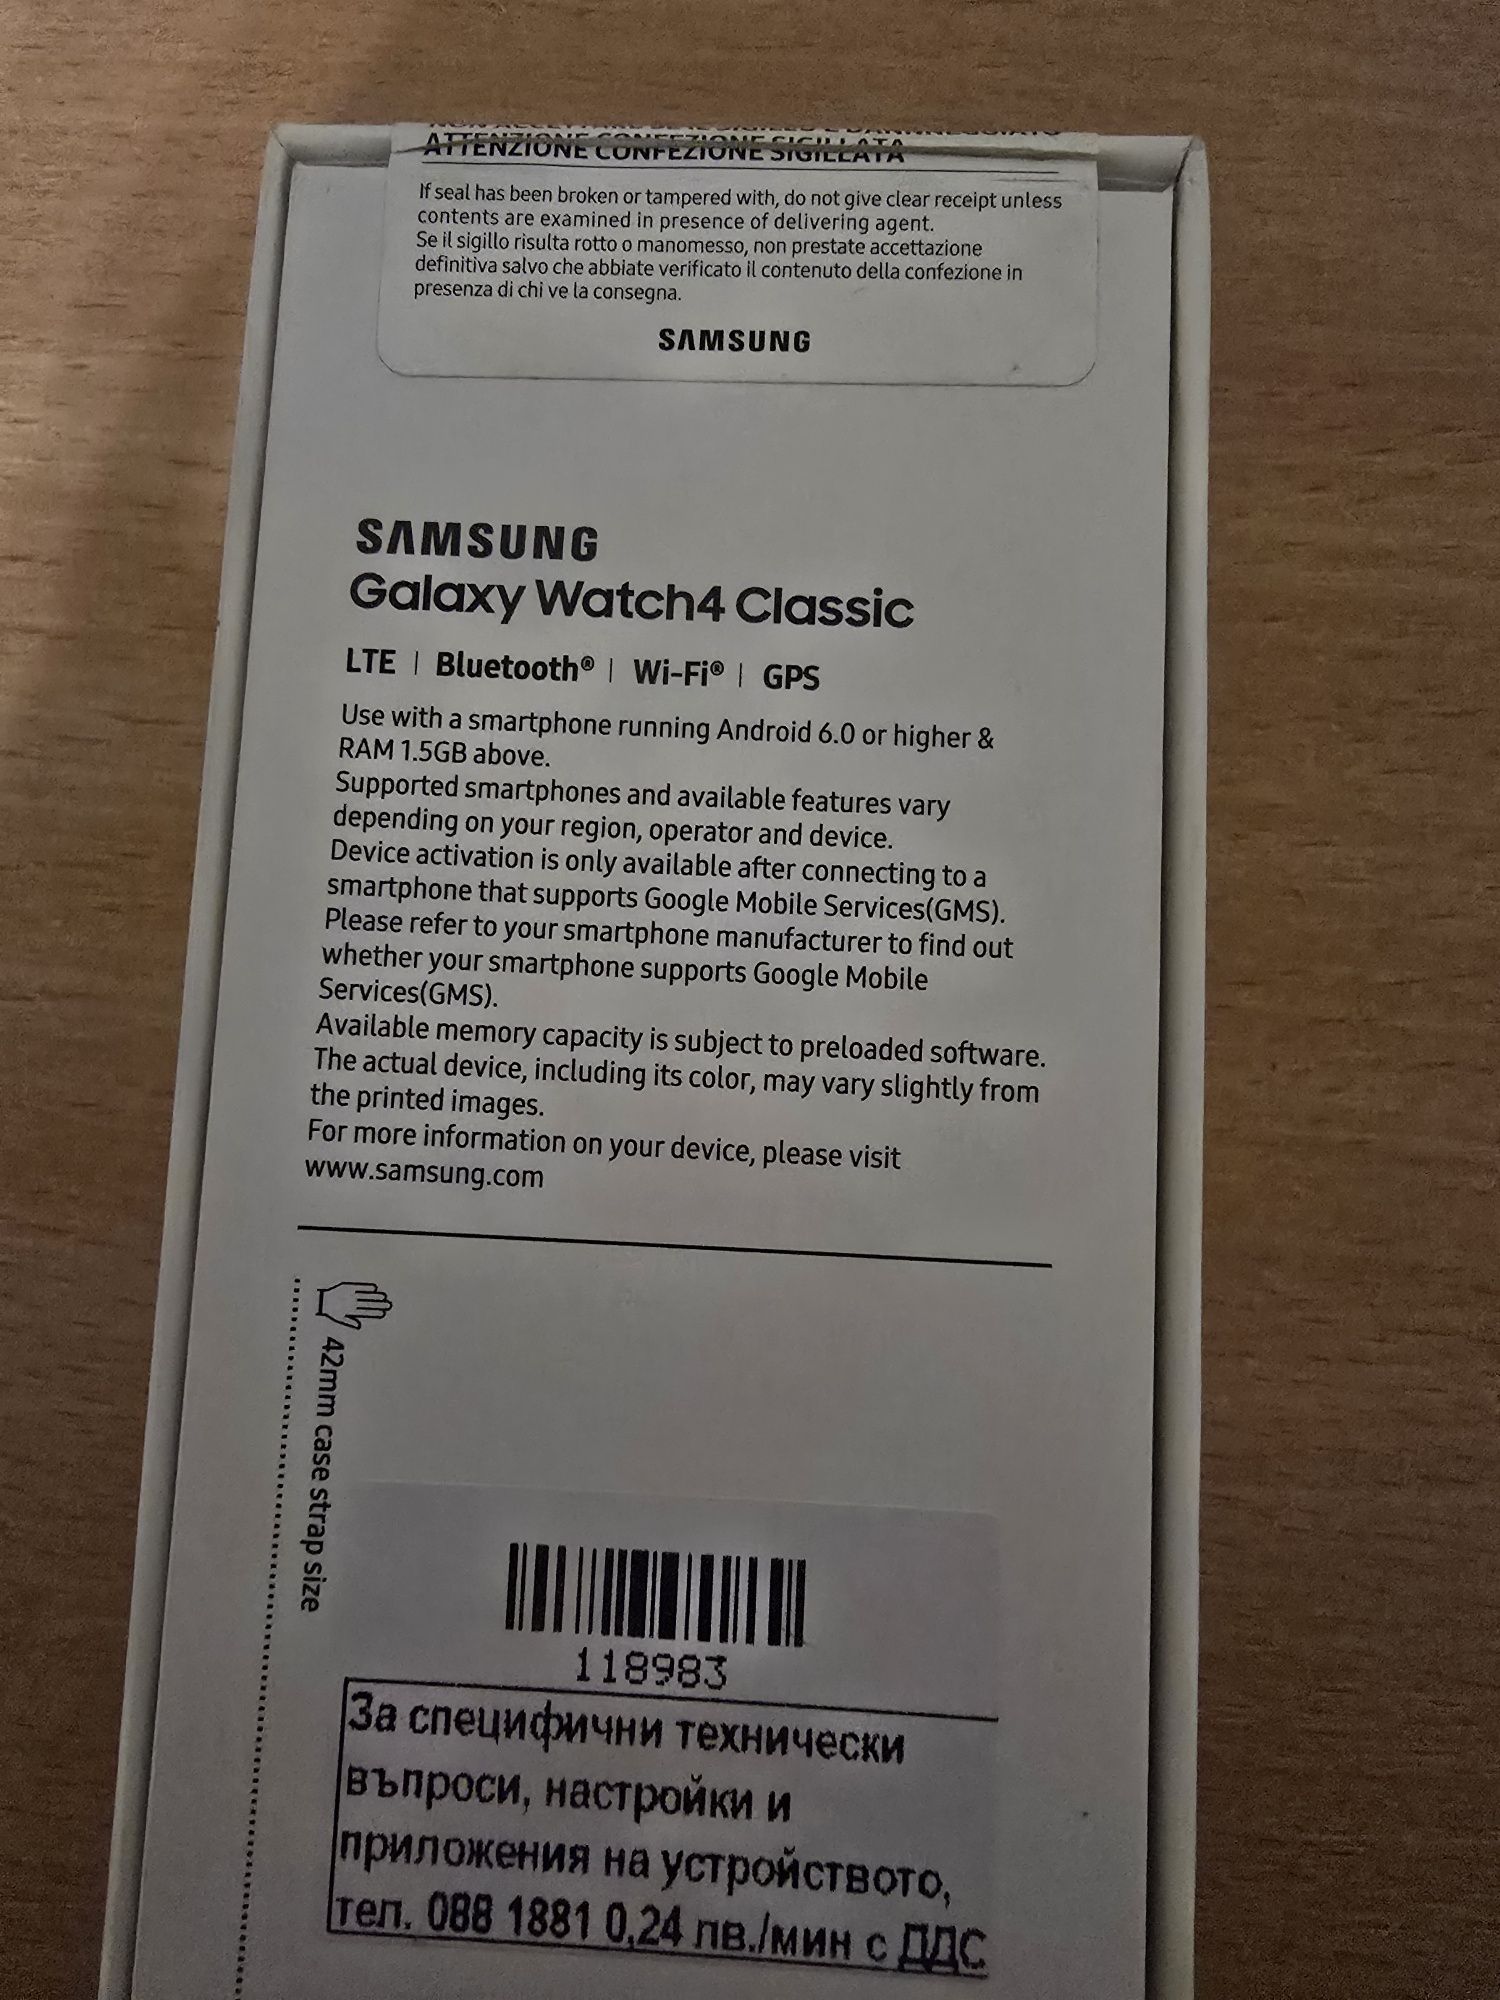 ATTENZIONE CONFEZIONE SIGILLATA
If seal has been broken or tampered with, do not give clear receipt unless
contents are examined in presence of delivering agent.
Se il sigillo risulta rotto o manomesso, non prestate accettazione
definitiva salvo che abbiate verificato il contenuto della confezione in
presenza di chi ve la consegna.
SAMSUNG
SAMSUNG
Galaxy Watch4 Classic
LTE | Bluetooth® | Wi-Fi® | GPS
Use with a smartphone running Android 6.0 or higher &
RAM 1.5GB above.
Supported smartphones and available features vary
depending on your region, operator and device.
Device activation is only available after connecting to a
smartphone that supports Google Mobile Services(GMS).
Please refer to your smartphone manufacturer to find out
whether your smartphone supports Google Mobile
Services(GMS).
Available memory capacity is subject to preloaded software.
The actual device, including its color, may vary slightly from
the printed images.
For more information on your device, please visit
www.samsung.com
42mm case strap size
118983
За специфични технически
въпроси, настройки и
приложения на устройството,
тел. 088 1881 0,24 лв./мин с ДДС